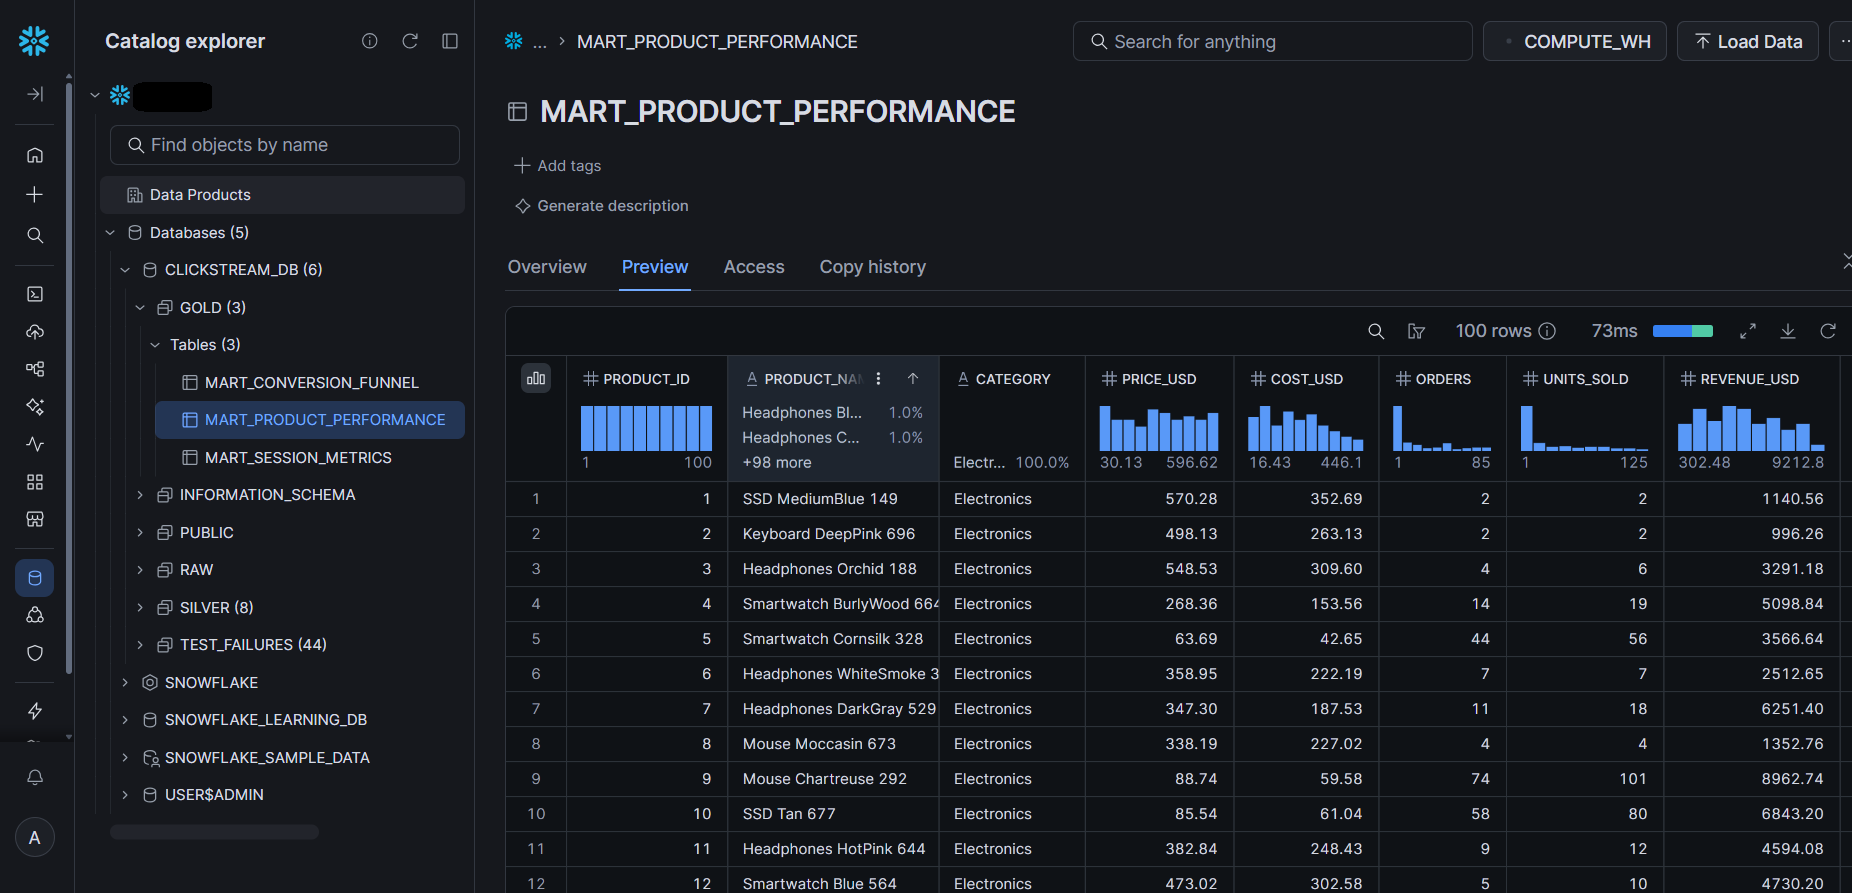 Catalog explorer
Find objects by name
Data Products
Databases (5)
CLICKSTREAM_DB (6)
GOLD (3)
Tables (3)
MART_CONVERSION_FUNNEL
MART_PRODUCT_PERFORMANCE
MART_SESSION_METRICS
INFORMATION_SCHEMA
PUBLIC
RAW
SILVER (8)
TEST_FAILURES (44)
SNOWFLAKE
SNOWFLAKE_LEARNING_DB
SNOWFLAKE_SAMPLE_DATA
USER$ADMIN
A
... > MART_PRODUCT_PERFORMANCE
Search for anything
COMPUTE_WH
Load Data
MART_PRODUCT_PERFORMANCE
Add tags
Generate description
Overview Preview Access Copy history
100 rows 73ms
PRODUCT_ID PRODUCT_NA CATEGORY PRICE_USD COST_USD ORDERS UNITS_SOLD REVENUE_USD
Headphones Bl... 1.0%
Headphones C... 1.0%
1 100 +98 more Electr... 100.0% 30.13 596.62 16.43 446.1 1 85 1 125 302.48 9212.8
1 1 SSD MediumBlue 149 Electronics 570.28 352.69 2 2 1140.56
2 2 Keyboard DeepPink 696 Electronics 498.13 263.13 2 2 996.26
3 3 Headphones Orchid 188 Electronics 548.53 309.60 4 6 3291.18
4 4 Smartwatch BurlyWood 664 Electronics 268.36 153.56 14 19 5098.84
5 5 Smartwatch Cornsilk 328 Electronics 63.69 42.65 44 56 3566.64
6 6 Headphones WhiteSmoke 3 Electronics 358.95 222.19 7 7 2512.65
7 7 Headphones DarkGray 529 Electronics 347.30 187.53 11 18 6251.40
8 8 Mouse Moccasin 673 Electronics 338.19 227.02 4 4 1352.76
9 9 Mouse Chartreuse 292 Electronics 88.74 59.58 74 101 8962.74
10 10 SSD Tan 677 Electronics 85.54 61.04 58 80 6843.20
11 11 Headphones HotPink 644 Electronics 382.84 248.43 9 12 4594.08
12 12 Smartwatch Blue 564 Electronics 473.02 302.58 5 10 4730.20